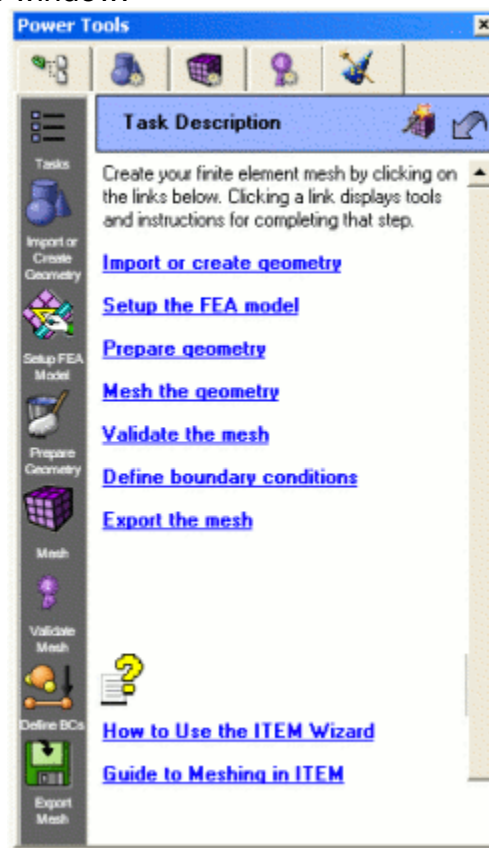 Power Tools
Task Description
Tasks
Import or
Create
Geometry
Setup FEA
Model
Prepare
Geometry
Mesh
Validate
Mesh
Define BCs
Export
Mesh
Create your finite element mesh by clicking on
the links below. Clicking a link displays tools
and instructions for completing that step.
Import or create geometry
Setup the FEA model
Prepare geometry
Mesh the geometry
Validate the mesh
Define boundary conditions
Export the mesh
How to Use the ITEM Wizard
Guide to Meshing in ITEM